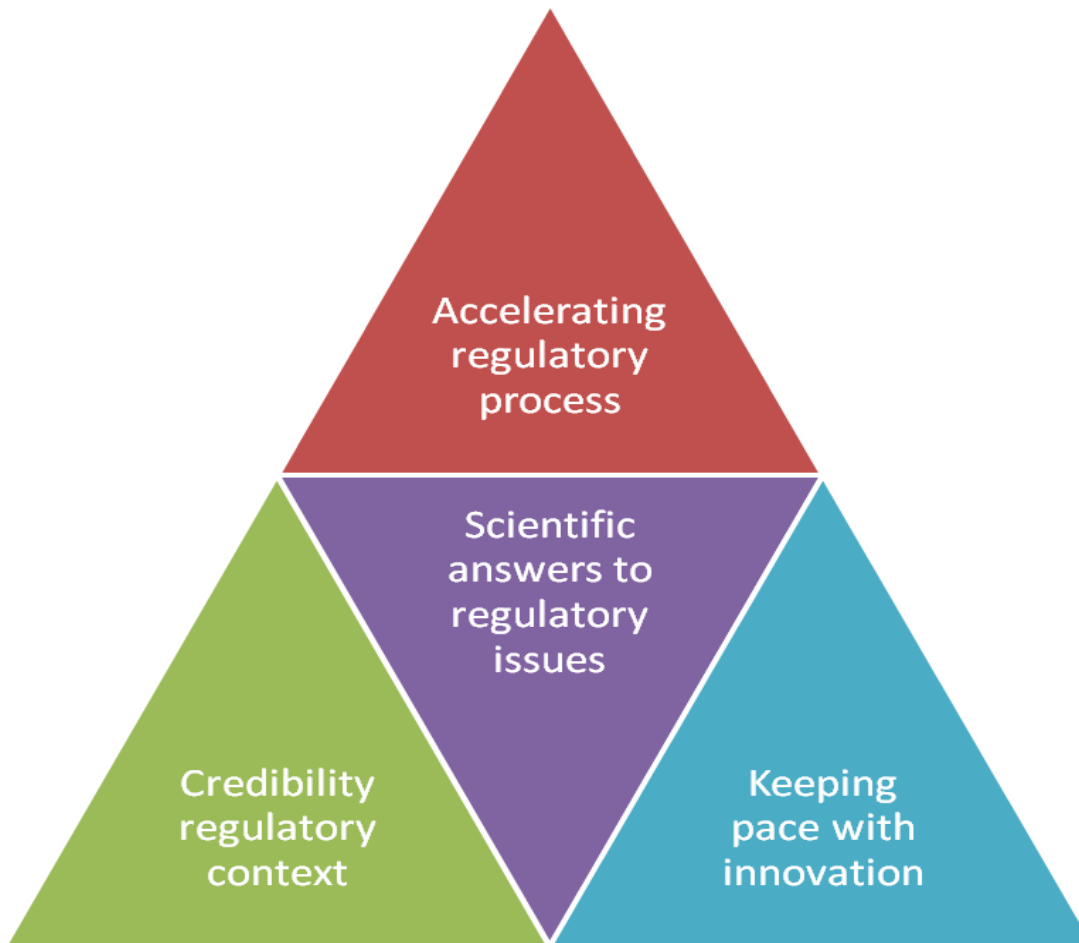 Accelerating
regulatory
process
Scientific
answers to
regulatory
issues
Credibility
regulatory
context
Keeping
pace with
innovation